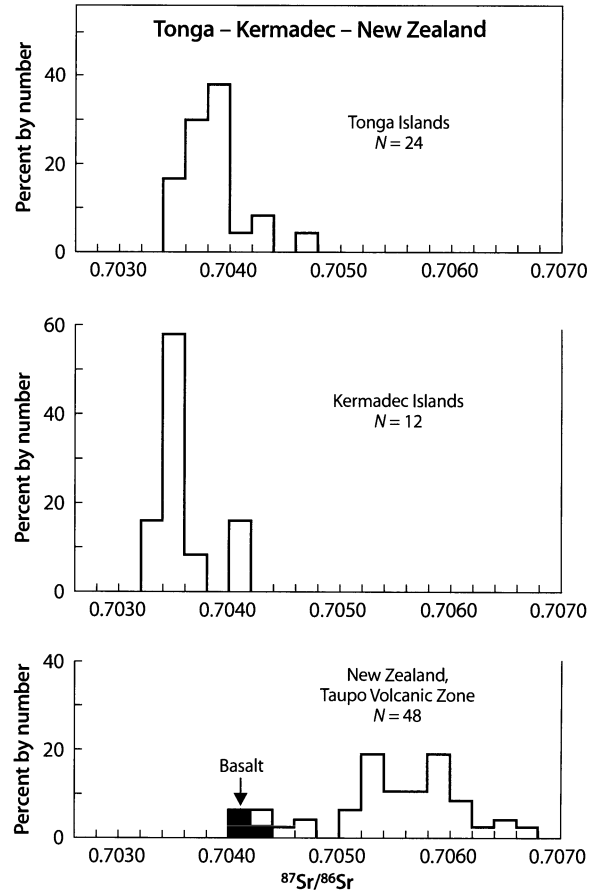 Tonga – Kermadec – New Zealand
Percent by number
40
20
0
Tonga Islands
N = 24
0.7030 0.7040 0.7050 0.7060 0.7070
Percent by number
60
40
20
0
Kermadec Islands
N = 12
0.7030 0.7040 0.7050 0.7060 0.7070
Percent by number
40
20
0
New Zealand,
Taupo Volcanic Zone
N = 48
Basalt
0.7030 0.7040 0.7050 0.7060 0.7070
⁸⁷Sr/⁸⁶Sr